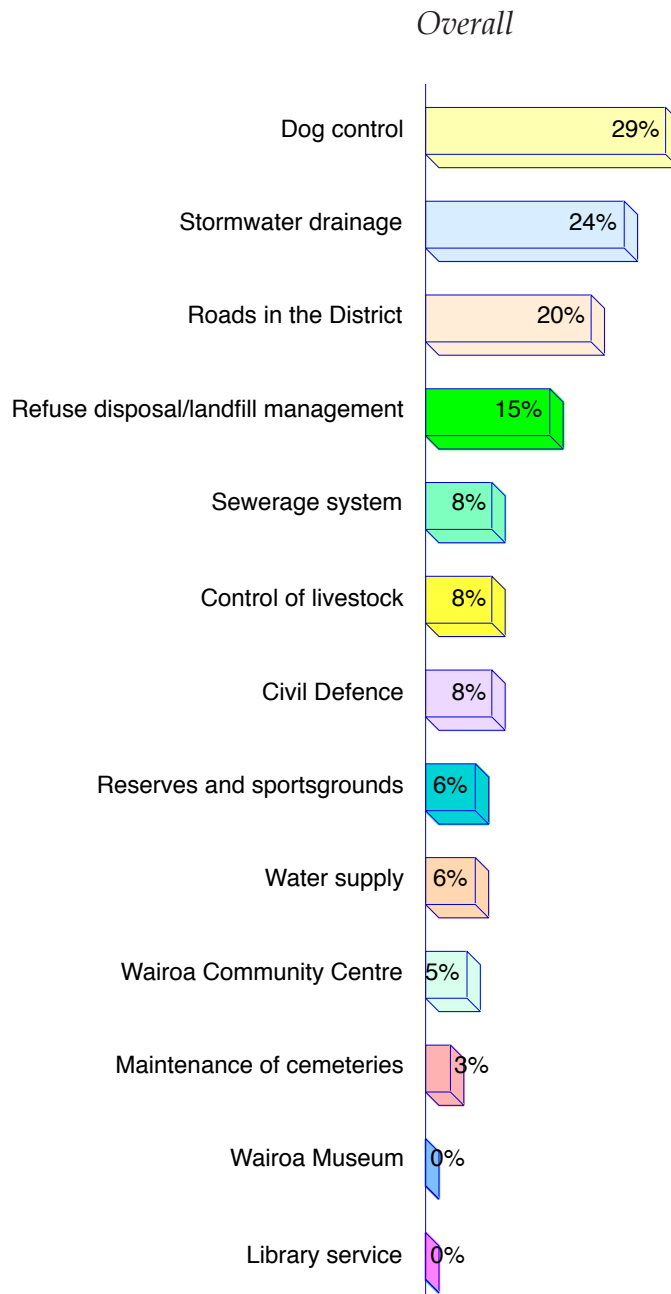 Overall
Dog control 29%
Stormwater drainage 24%
Roads in the District 20%
Refuse disposal/landfill management 15%
Sewerage system 8%
Control of livestock 8%
Civil Defence 8%
Reserves and sportsgrounds 6%
Water supply 6%
Wairoa Community Centre 5%
Maintenance of cemeteries 3%
Wairoa Museum 0%
Library service 0%